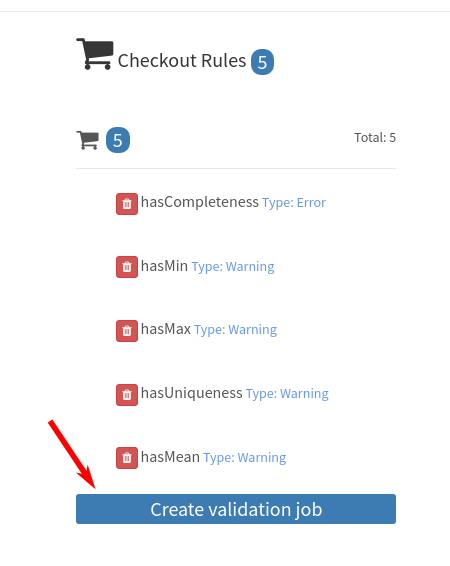 Checkout Rules 5
5 Total: 5
hasCompleteness Type: Error
hasMin Type: Warning
hasMax Type: Warning
hasUniqueness Type: Warning
hasMean Type: Warning
Create validation job